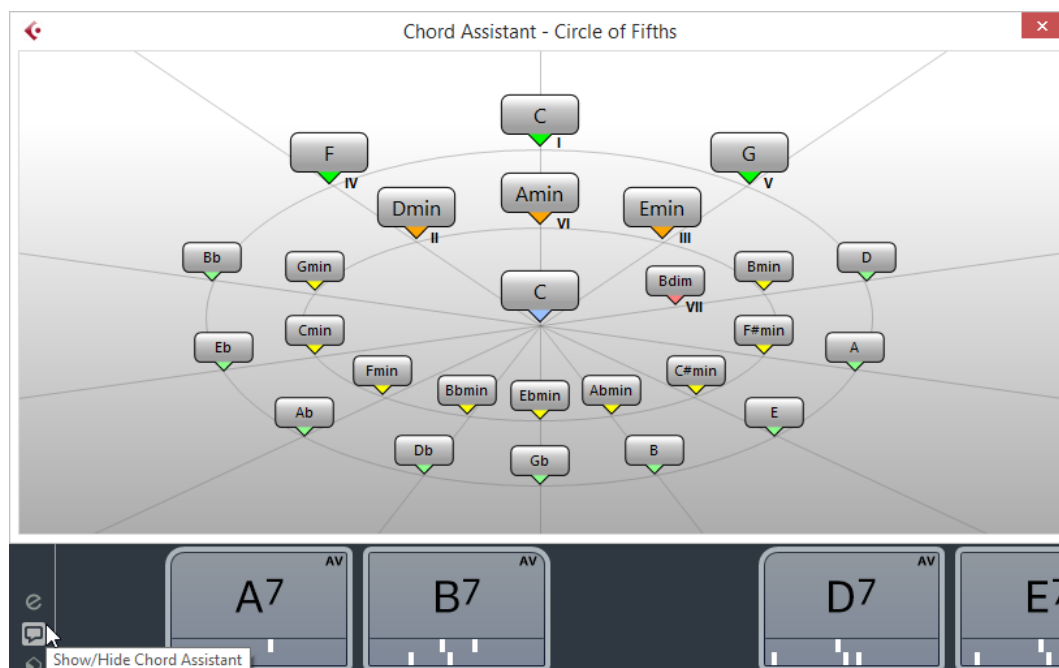 Chord Assistant - Circle of Fifths
C
I
F
IV
G
V
Amin
VI
Dmin
II
Emin
III
Bb
Gmin
Bdim
VII
Bmin
D
C
Eb
Cmin
F#min
A
Fmin
C#min
Bbmin
Ebmin
Abmin
Ab
E
Db
Gb
B
AV
AV
AV
A7
B7
D7
E7
Show/Hide Chord Assistant